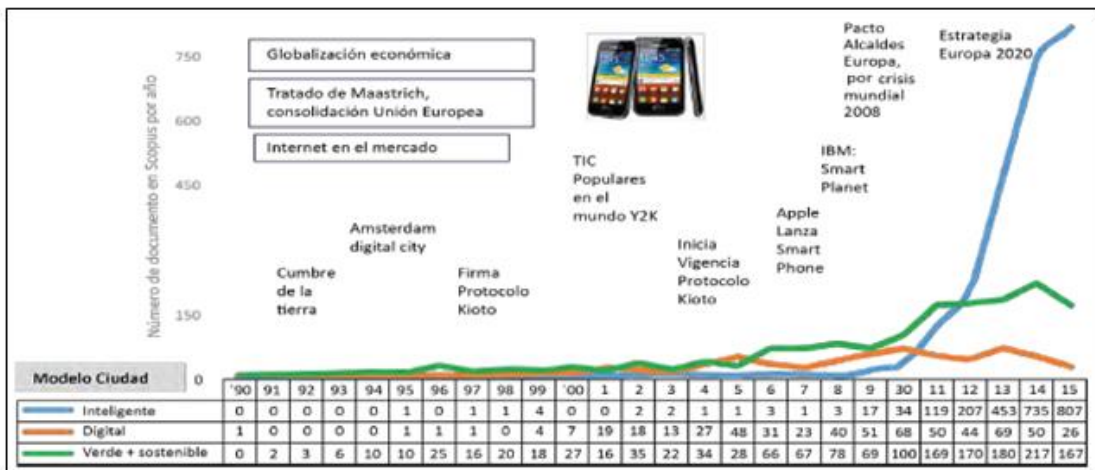 Número de documento en Scopus por año
750
600
450
150
0
Globalización económica
Tratado de Maastrich,
consolidación Unión Europea
Internet en el mercado
Amsterdam
digital city
Cumbre
de la
tierra
Firma
Protocolo
Kioto
TIC
Populares
en el
mundo Y2K
Inicia
Vigencia
Protocolo
Kioto
Apple
Lanza
Smart
Phone
IBM:
Smart
Planet
Pacto
Alcaldes
Europa,
por crisis
mundial
2008
Estrategia
Europa 2020
Modelo Ciudad '90 91 92 93 94 95 96 97 98 99 '00 1 2 3 4 5 6 7 8 9 30 11 12 13 14 15
Inteligente 0 0 0 0 0 1 0 1 1 4 0 0 2 2 1 1 3 1 3 17 34 119 207 453 735 807
Digital 1 0 0 0 0 1 1 1 0 4 7 19 18 13 27 48 31 23 40 51 68 50 44 69 50 26
Verde + sostenible 0 2 3 6 10 10 25 16 20 18 27 16 35 22 34 28 66 67 78 69 100 169 170 180 217 167